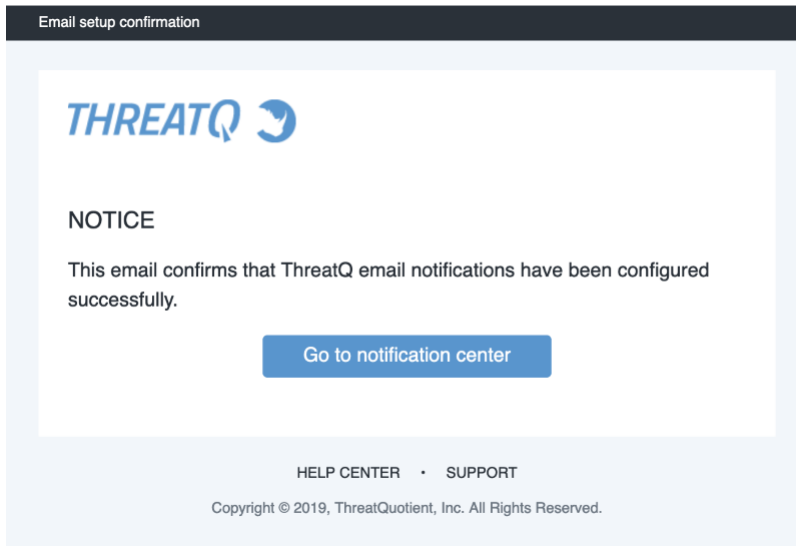 Email setup confirmation
THREATQ
NOTICE
This email confirms that ThreatQ email notifications have been configured
successfully.
Go to notification center
HELP CENTER • SUPPORT
Copyright © 2019, ThreatQuotient, Inc. All Rights Reserved.